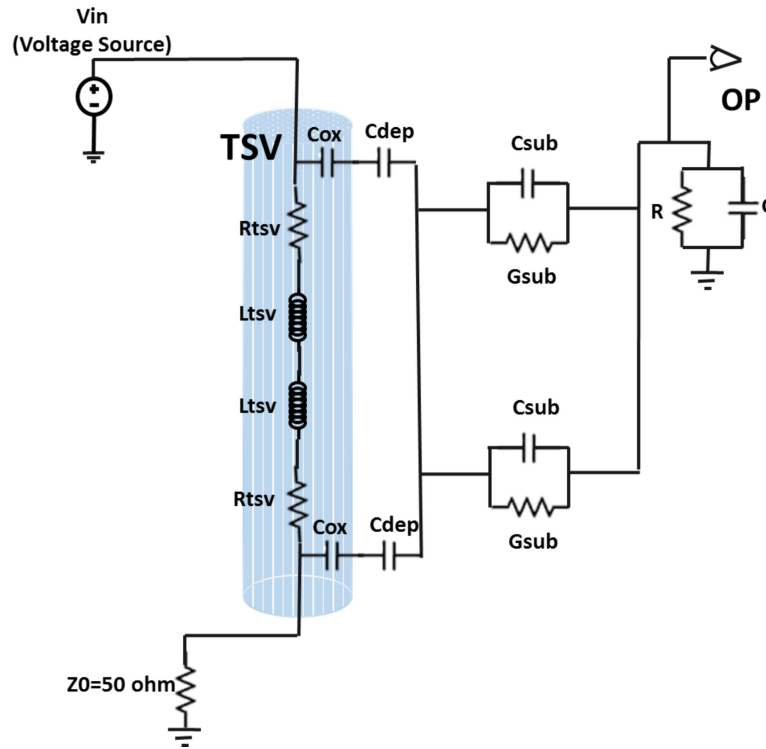 Vin
(Voltage Source)
OP
TSV
Cox
Cdep
Csub
R
Rtsv
Gsub
Ltsv
Ltsv
Csub
Rtsv
Cox
Cdep
Gsub
Z0=50 ohm